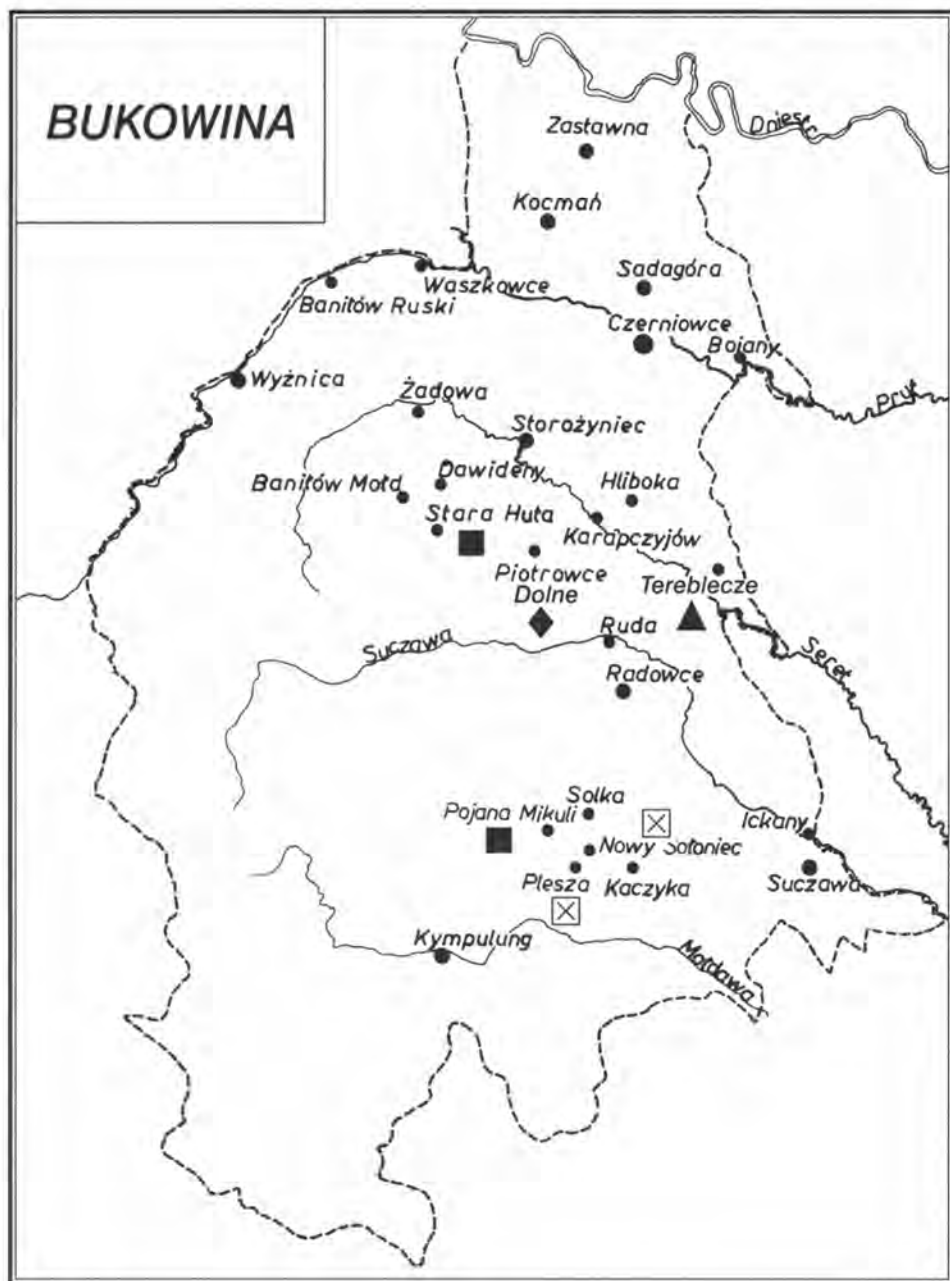 BUKOWINA
Dniestr
Zastawna
Kocmań
Sadagóra
Waszkowce
Banitów Ruski
Czerniowce
Bojany
Wyżnica
Prut
Żadowa
Storożyniec
Dawideny
Banitów Mołd
Hliboka
Stara Huta
Karapczyjów
Piotrowce
Dolne
Tereblecze
Suczawa
Ruda
Seret
Radowce
Solka
Pojana Mikuli
Ickany
Nowy Sołoniec
Plesza
Kaczyka
Suczawa
Kympulung
Mołdawa